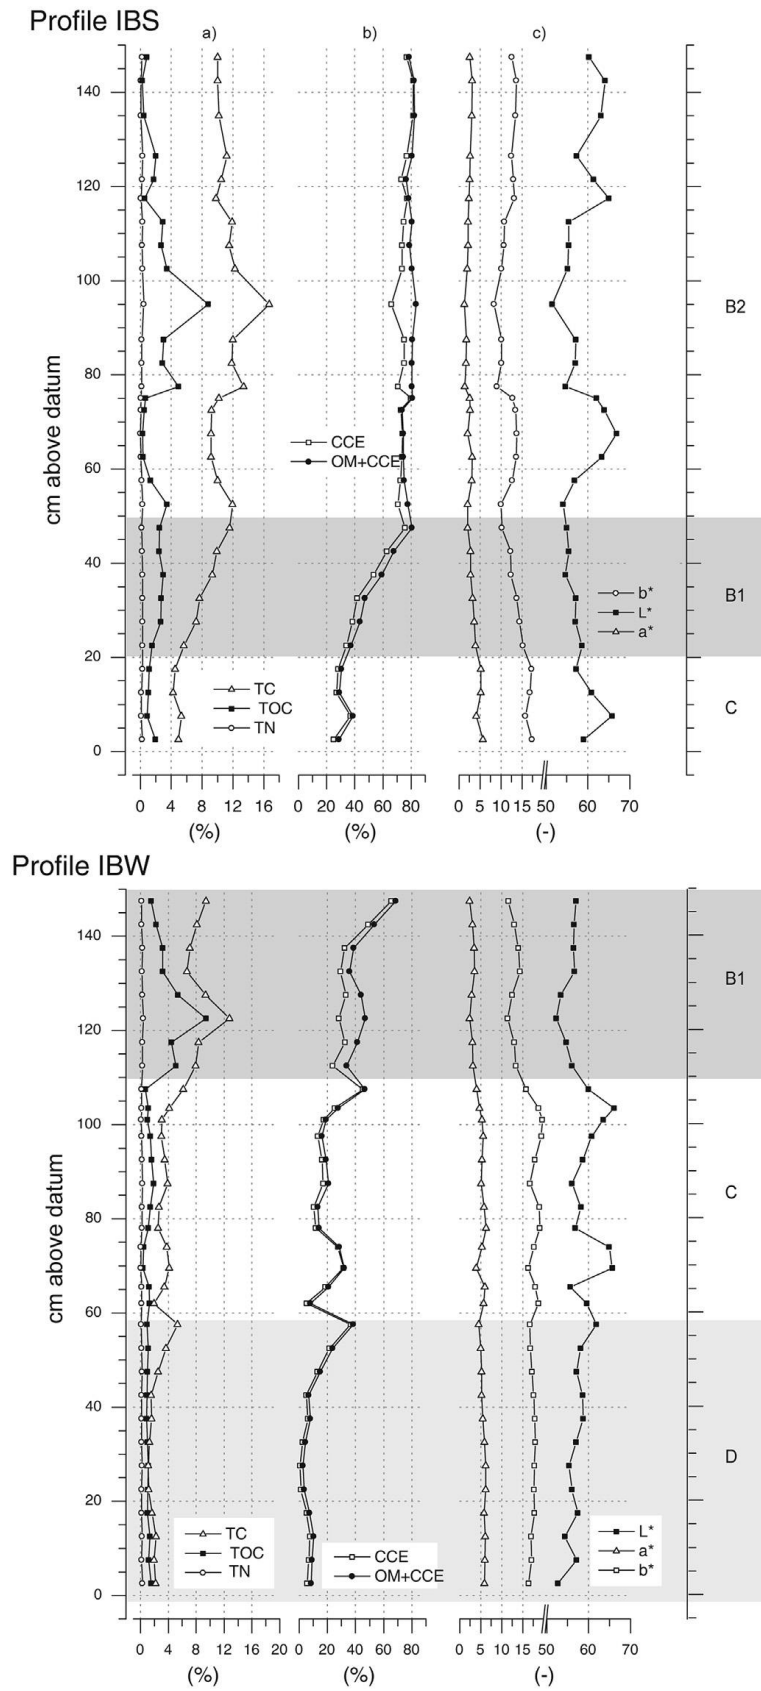 Profile IBS
a) b) c)
140
120
100
80
60
40
20
0
cm above datum
CCE
OM+CCE
b*
L*
a*
TC
TOC
TN
B2
B1
C
0 4 8 12 16 0 20 40 60 80 0 5 10 15 50 60 70
(%) (%) (-)
Profile IBW
140
120
100
80
60
40
20
0
cm above datum
B1
C
D
TC
TOC
TN
CCE
OM+CCE
L*
a*
b*
0 4 8 12 16 20 0 20 40 60 80 0 5 10 15 50 60 70
(%) (%) (-)